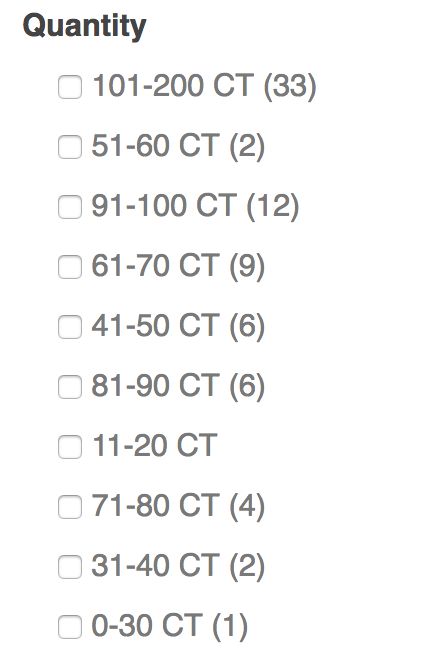 Quantity
101-200 CT (33)
51-60 CT (2)
91-100 CT (12)
61-70 CT (9)
41-50 CT (6)
81-90 CT (6)
11-20 CT
71-80 CT (4)
31-40 CT (2)
0-30 CT (1)